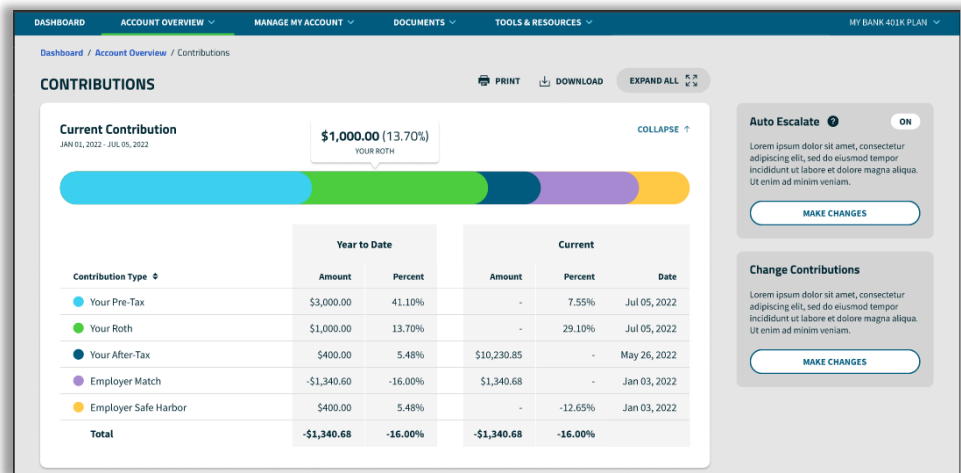 DASHBOARD ACCOUNT OVERVIEW MANAGE MY ACCOUNT DOCUMENTS TOOLS & RESOURCES MY BANK 401K PLAN
Dashboard / Account Overview / Contributions
CONTRIBUTIONS
PRINT DOWNLOAD EXPAND ALL
Current Contribution
JAN 01, 2022 - JUL 05, 2022
$1,000.00 (13.70%)
YOUR ROTH
COLLAPSE ↑
Year to Date Current
Contribution Type Amount Percent Amount Percent Date
Your Pre-Tax $3,000.00 41.10% - 7.55% Jul 05, 2022
Your Roth $1,000.00 13.70% - 29.10% Jul 05, 2022
Your After-Tax $400.00 5.48% $10,230.85 - May 26, 2022
Employer Match -$1,340.60 -16.00% $1,340.68 - Jan 03, 2022
Employer Safe Harbor $400.00 5.48% - -12.65% Jan 03, 2022
Total -$1,340.68 -16.00% -$1,340.68 -16.00%
Auto Escalate ? ON
Lorem ipsum dolor sit amet, consectetur
adipiscing elit, sed do eiusmod tempor
incididunt ut labore et dolore magna aliqua.
Ut enim ad minim veniam.
MAKE CHANGES
Change Contributions
Lorem ipsum dolor sit amet, consectetur
adipiscing elit, sed do eiusmod tempor
incididunt ut labore et dolore magna aliqua.
Ut enim ad minim veniam.
MAKE CHANGES